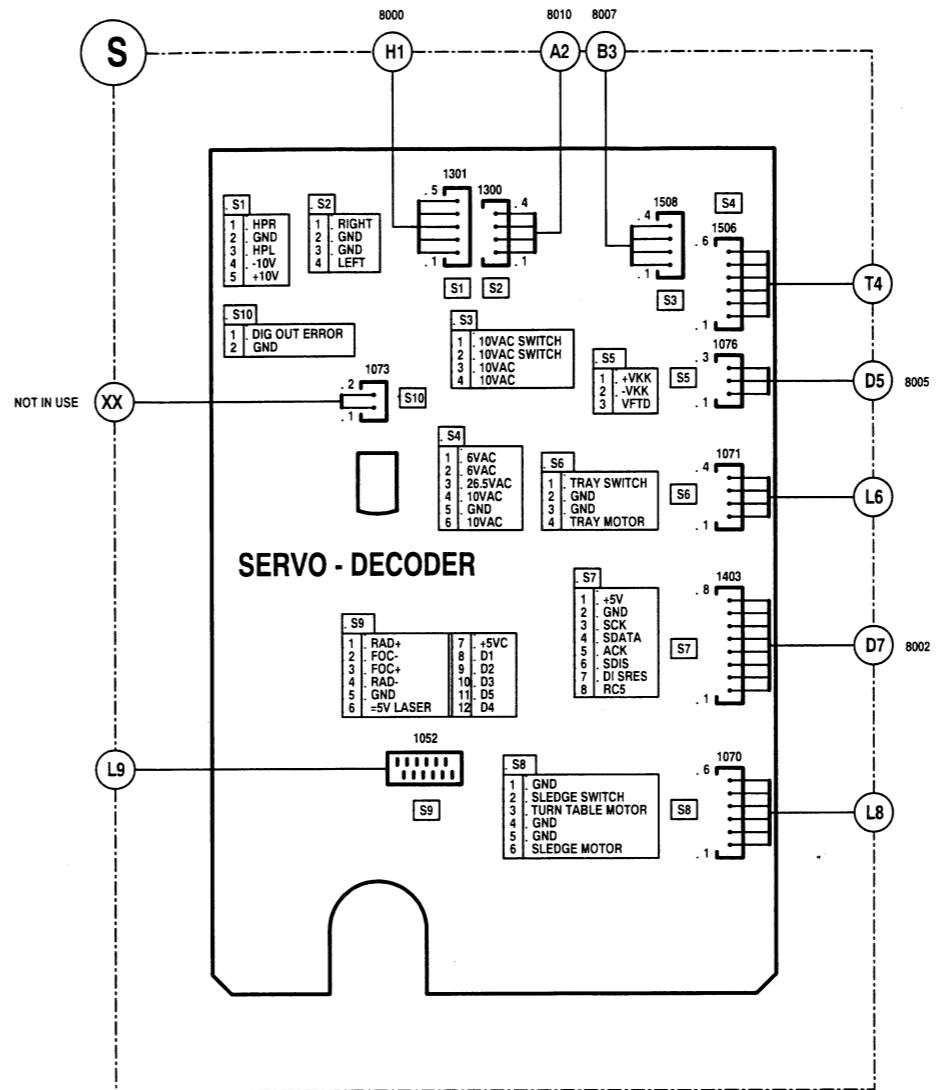 8000 8010 8007
S H1 A2 B3
1301
. 5 1300
. 4
. 1 . 1
S1 S2
1508
. 4
. 1
S3
S4
1506
. 6
. 1
T4
. S1
1 . HPR
2 . GND
3 . HPL
4 . -10V
5 +10V
. S2
1 . RIGHT
2 . GND
3 . GND
4 LEFT
. S10
1 . DIG OUT ERROR
2 GND
. S3
1 . 10VAC SWITCH
2 . 10VAC SWITCH
3 . 10VAC
4 10VAC
. S5
1 . +VKK
2 . -VKK
3 VFTD
S5
1076
. 3
. 1
D5 8005
NOT IN USE XX
1073
. 2
. 1
S10
. S4
1 . 6VAC
2 . 6VAC
3 . 26.5VAC
4 . 10VAC
5 . GND
6 10VAC
. S6
1 . TRAY SWITCH
2 . GND
3 . GND
4 TRAY MOTOR
S6
1071
. 4
. 1
L6
SERVO - DECODER
. S7
1 . +5V
2 . GND
3 . SCK
4 . SDATA
5 . ACK
6 . SDIS
7 . DI SRES
8 RC5
S7
1403
. 8
. 1
D7 8002
. S9
1 . RAD+ 7 . +5VC
2 . FOC- 8 . D1
3 . FOC+ 9 . D2
4 . RAD- 10 . D3
5 . GND 11 . D5
6 =5V LASER 12 D4
1052
L9
S9
. S8
1 . GND
2 . SLEDGE SWITCH
3 . TURN TABLE MOTOR
4 . GND
5 . GND
6 SLEDGE MOTOR
S8
1070
. 6
. 1
L8